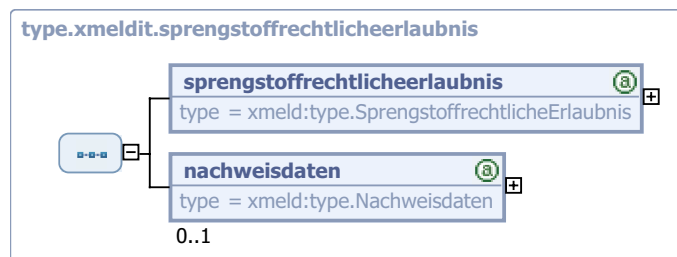 type.xmeldit.sprengstoffrechtlicheerlaubnis
sprengstoffrechtlicheerlaubnis
type = xmeld:type.SprengstoffrechtlicheErlaubnis
nachweisdaten
type = xmeld:type.Nachweisdaten
0..1